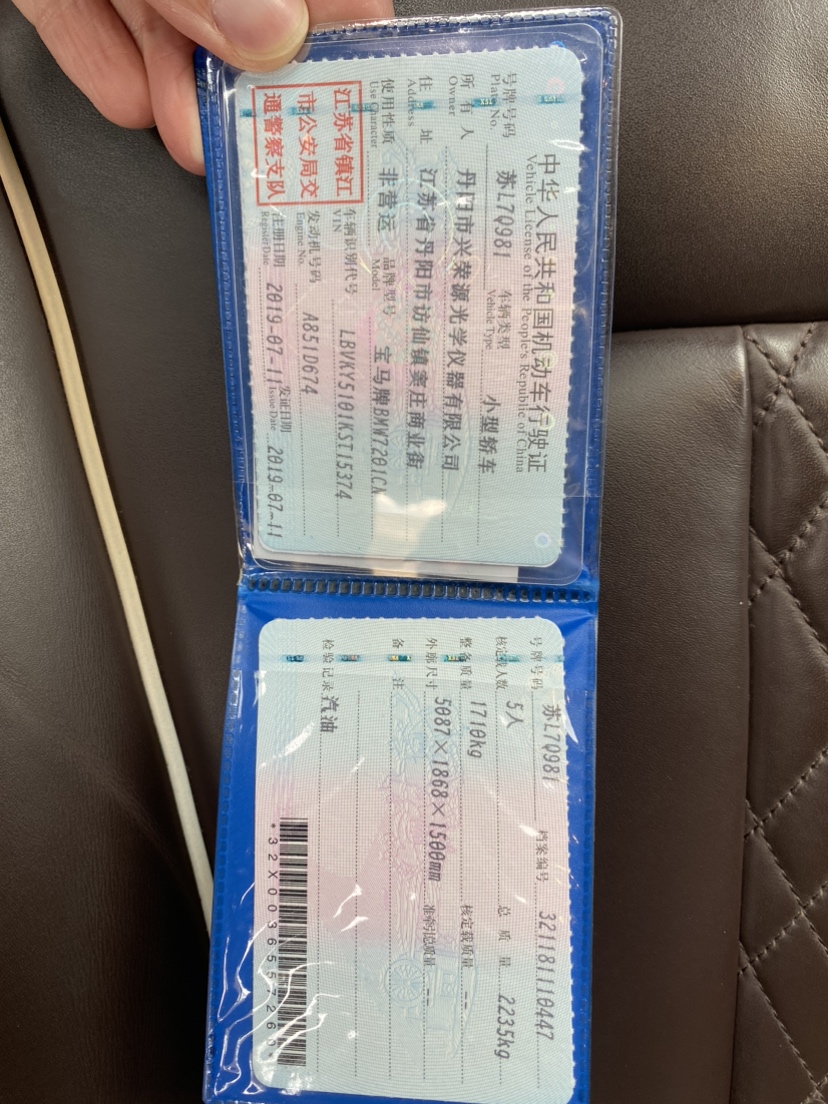 中华人民共和国机动车行驶证
Vehicle License of the People's Republic of China
号牌号码 苏L7Q981 车辆类型 小型轿车
Plate No. Vehicle Type
所有人 丹阳市兴荣源光学仪器有限公司
Owner
住址 江苏省丹阳市访仙镇窦庄商业街
Address
使用性质 非营运 品牌型号 宝马牌BMW7201CA
Use Character Model
江苏省镇江
市公安局交
通警察支队
车辆识别代号 LBVKY5101KST15374
VIN
发动机号码 A851D674
Engine No.
注册日期 2019-07-11 发证日期 2019-07-11
Register Date Issue Date
号牌号码 苏L7Q981 档案编号 321181110447
核定载人数 5人 总质量 2235kg
整备质量 1710kg 核定载质量 --
外廓尺寸 5087×1868×1500mm 准牵引总质量 --
备注
检验记录 汽油
*32X0036557260*